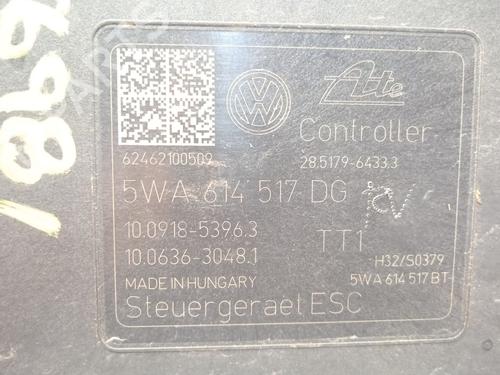 Ate
Controller
62462100509
28.5179-6433.3
5WA 614 517 DG
10.0918-5396.3
TT1
10.0636-3048.1
H32/S0379
MADE IN HUNGARY
5WA 614 517 BT
Steuergeraet ESC